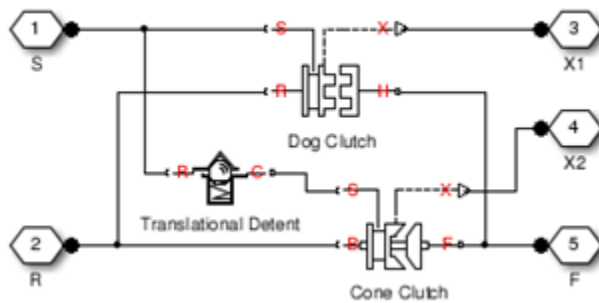 1
S
S
X
3
X1
R
H
Dog Clutch
4
X2
R
C
Translational Detent
S
X
2
R
B
F
Cone Clutch
5
F